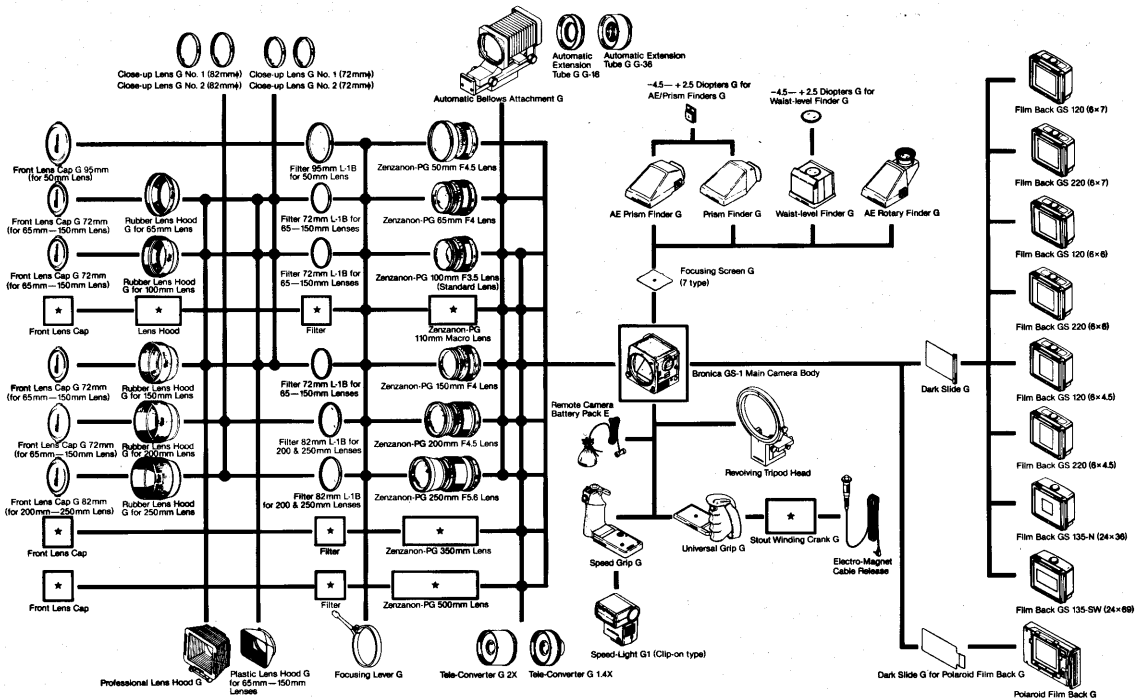 Close-up Lens G No. 1 (82mmφ)
Close-up Lens G No. 2 (82mmφ)
Close-up Lens G No. 1 (72mmφ)
Close-up Lens G No. 2 (72mmφ)
Automatic Bellows Attachment G
Automatic
Extension
Tube G G-18
Automatic Extension
Tube G G-36
-4.5— +2.5 Diopters G for
AE/Prism Finders G
-4.5— +2.5 Diopters G for
Waist-level Finder G
Front Lens Cap G 95mm
(for 50mm Lens)
Filter 95mm L-1B
for 50mm Lens
Zenzanon-PG 50mm F4.5 Lens
Front Lens Cap G 72mm
(for 65mm—150mm Lens)
Rubber Lens Hood
G for 65mm Lens
Filter 72mm L-1B for
65—150mm Lenses
Zenzanon-PG 65mm F4 Lens
Front Lens Cap G 72mm
(for 65mm—150mm Lens)
Rubber Lens Hood
G for 100mm Lens
Filter 72mm L-1B for
65—150mm Lenses
Zenzanon-PG 100mm F3.5 Lens
(Standard Lens)
Front Lens Cap
Lens Hood
Filter
Zenzanon-PG
110mm Macro Lens
Front Lens Cap G 72mm
(for 65mm—150mm Lens)
Rubber Lens Hood
G for 150mm Lens
Filter 72mm L-1B for
65—150mm Lenses
Zenzanon-PG 150mm F4 Lens
Front Lens Cap G 72mm
(for 65mm—150mm Lens)
Rubber Lens Hood
G for 200mm Lens
Filter 82mm L-1B for
200 & 250mm Lenses
Zenzanon-PG 200mm F4.5 Lens
Front Lens Cap G 82mm
(for 200mm—250mm Lens)
Rubber Lens Hood
G for 250mm Lens
Filter 82mm L-1B
for 200 & 250mm Lenses
Zenzanon-PG 250mm F5.6 Lens
Front Lens Cap
Filter
Zenzanon-PG 350mm Lens
Front Lens Cap
Filter
Zenzanon-PG 500mm Lens
Professional Lens Hood G
Plastic Lens Hood G
for 65mm—150mm
Lenses
Focusing Lever G
Tele-Converter G 2X
Tele-Converter G 1.4X
AE Prism Finder G
Prism Finder G
Waist-level Finder G
AE Rotary Finder G
Focusing Screen G
(7 type)
Bronica GS-1 Main Camera Body
Remote Camera
Battery Pack E
Revolving Tripod Head
Speed Grip G
Universal Grip G
Stout Winding Crank G
Electro-Magnet
Cable Release
Speed-Light G1 (Clip-on type)
Dark Slide G
Film Back GS 120 (6×7)
Film Back GS 220 (6×7)
Film Back GS 120 (6×6)
Film Back GS 220 (6×6)
Film Back GS 120 (6×4.5)
Film Back GS 220 (6×4.5)
Film Back GS 135-N (24×36)
Film Back GS 135-SW (24×69)
Dark Slide G for Polaroid Film Back G
Polaroid Film Back G